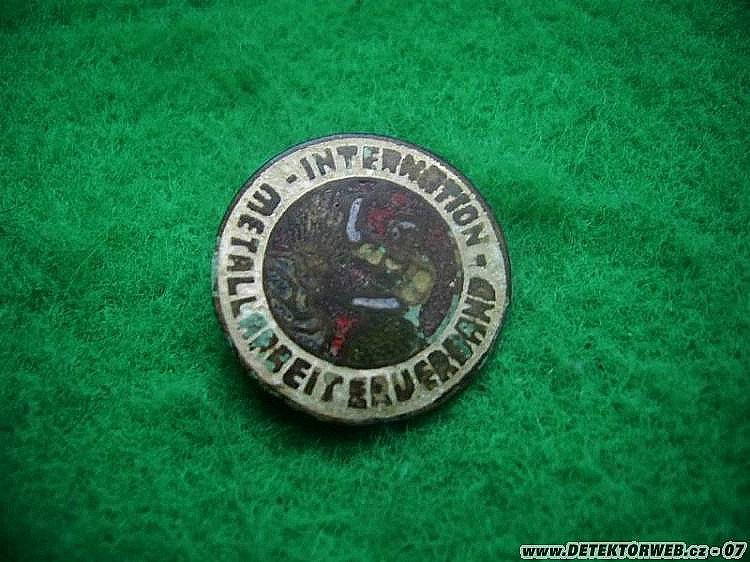 - INTERNATION -
METALLARBEITERVERBAND
www.DETEKTORWEB.cz - 07